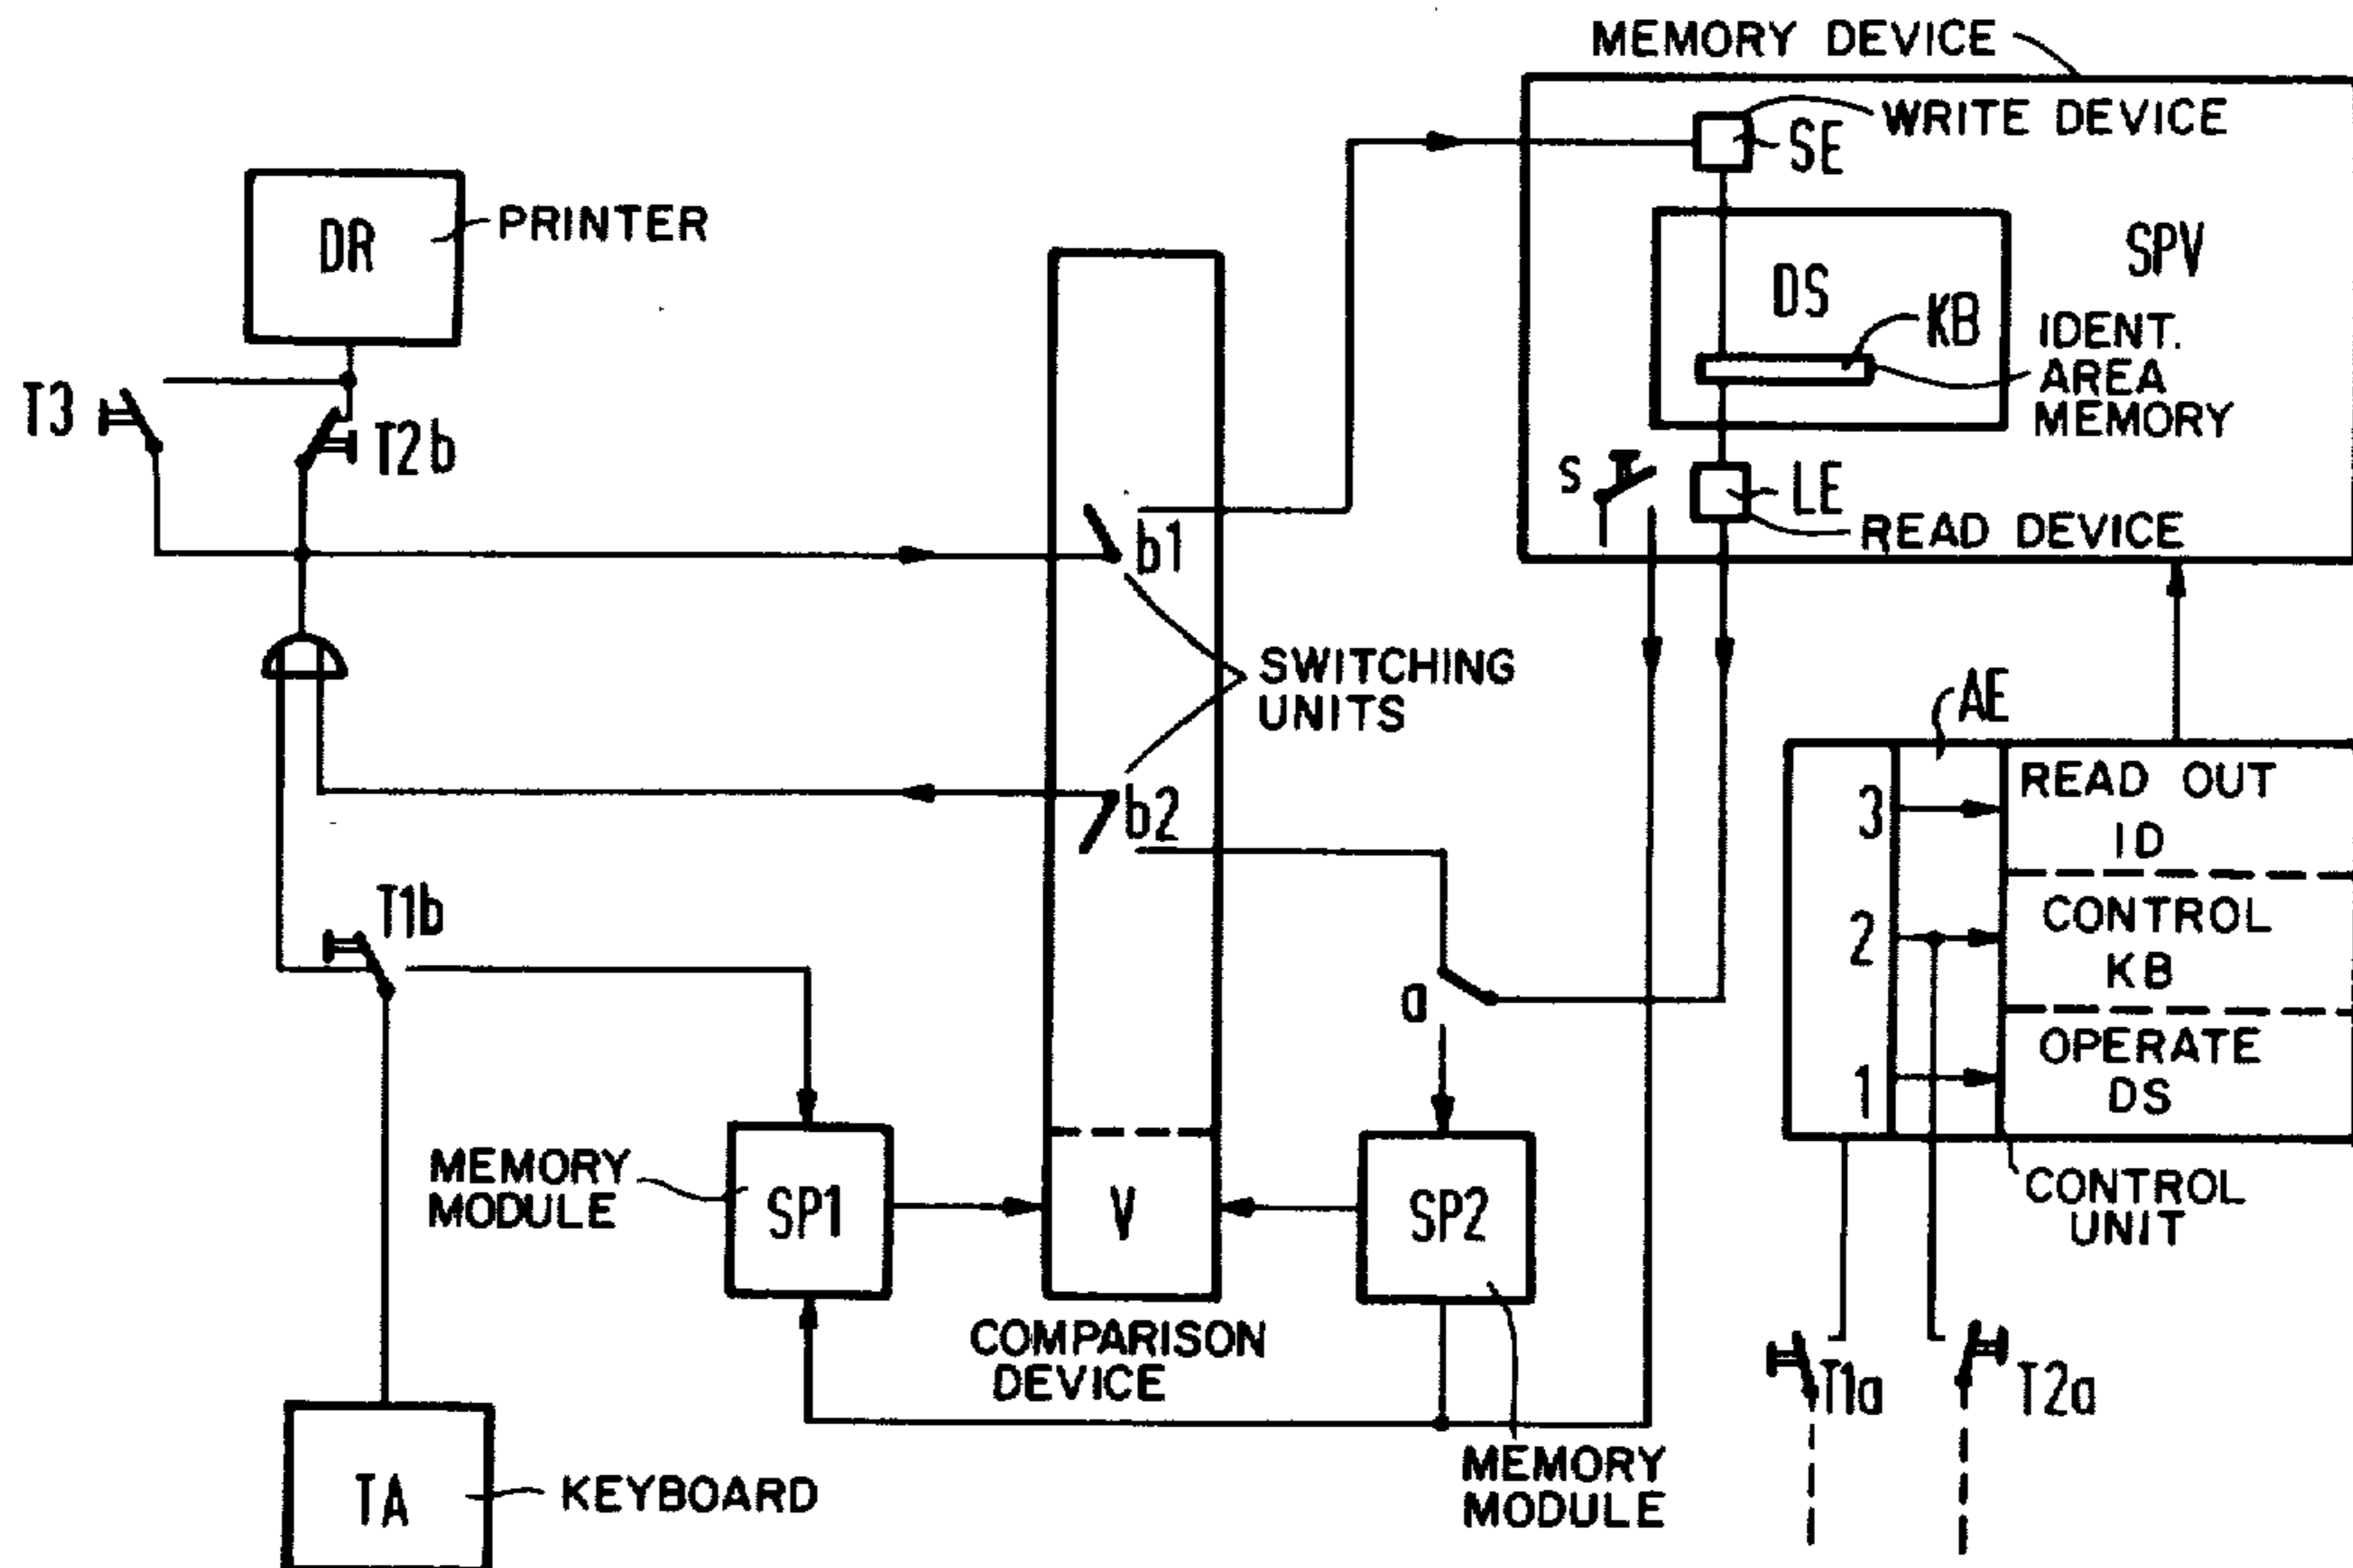 MEMORY DEVICE
WRITE DEVICE
SE
DR
PRINTER
SPV
DS
KB
IDENT.
AREA
MEMORY
T3
T2b
S
LE
READ DEVICE
b1
SWITCHING
UNITS
AE
b2
3
READ OUT
ID
T1b
2
CONTROL
KB
a
1
OPERATE
DS
MEMORY
MODULE
SP1
V
SP2
CONTROL
UNIT
COMPARISON
DEVICE
T1a
T2a
MEMORY
MODULE
TA
KEYBOARD